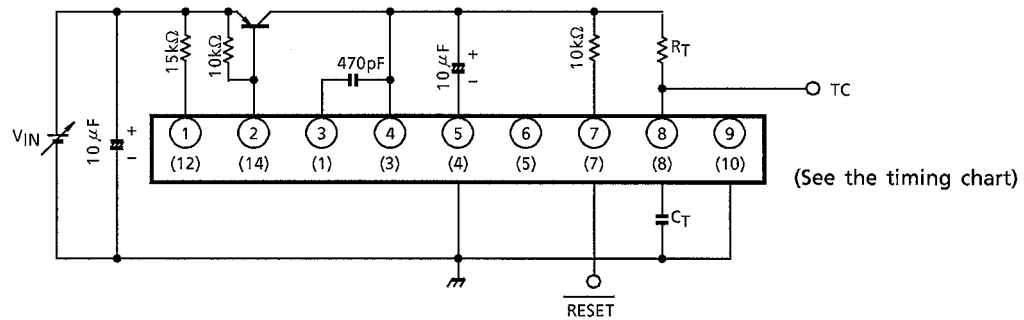 15kΩ
10kΩ
470pF
10μF
+
-
10kΩ
RT
TC
VIN
10μF
+
-
1 2 3 4 5 6 7 8 9
(12) (14) (1) (3) (4) (5) (7) (8) (10)
(See the timing chart)
CT
RESET